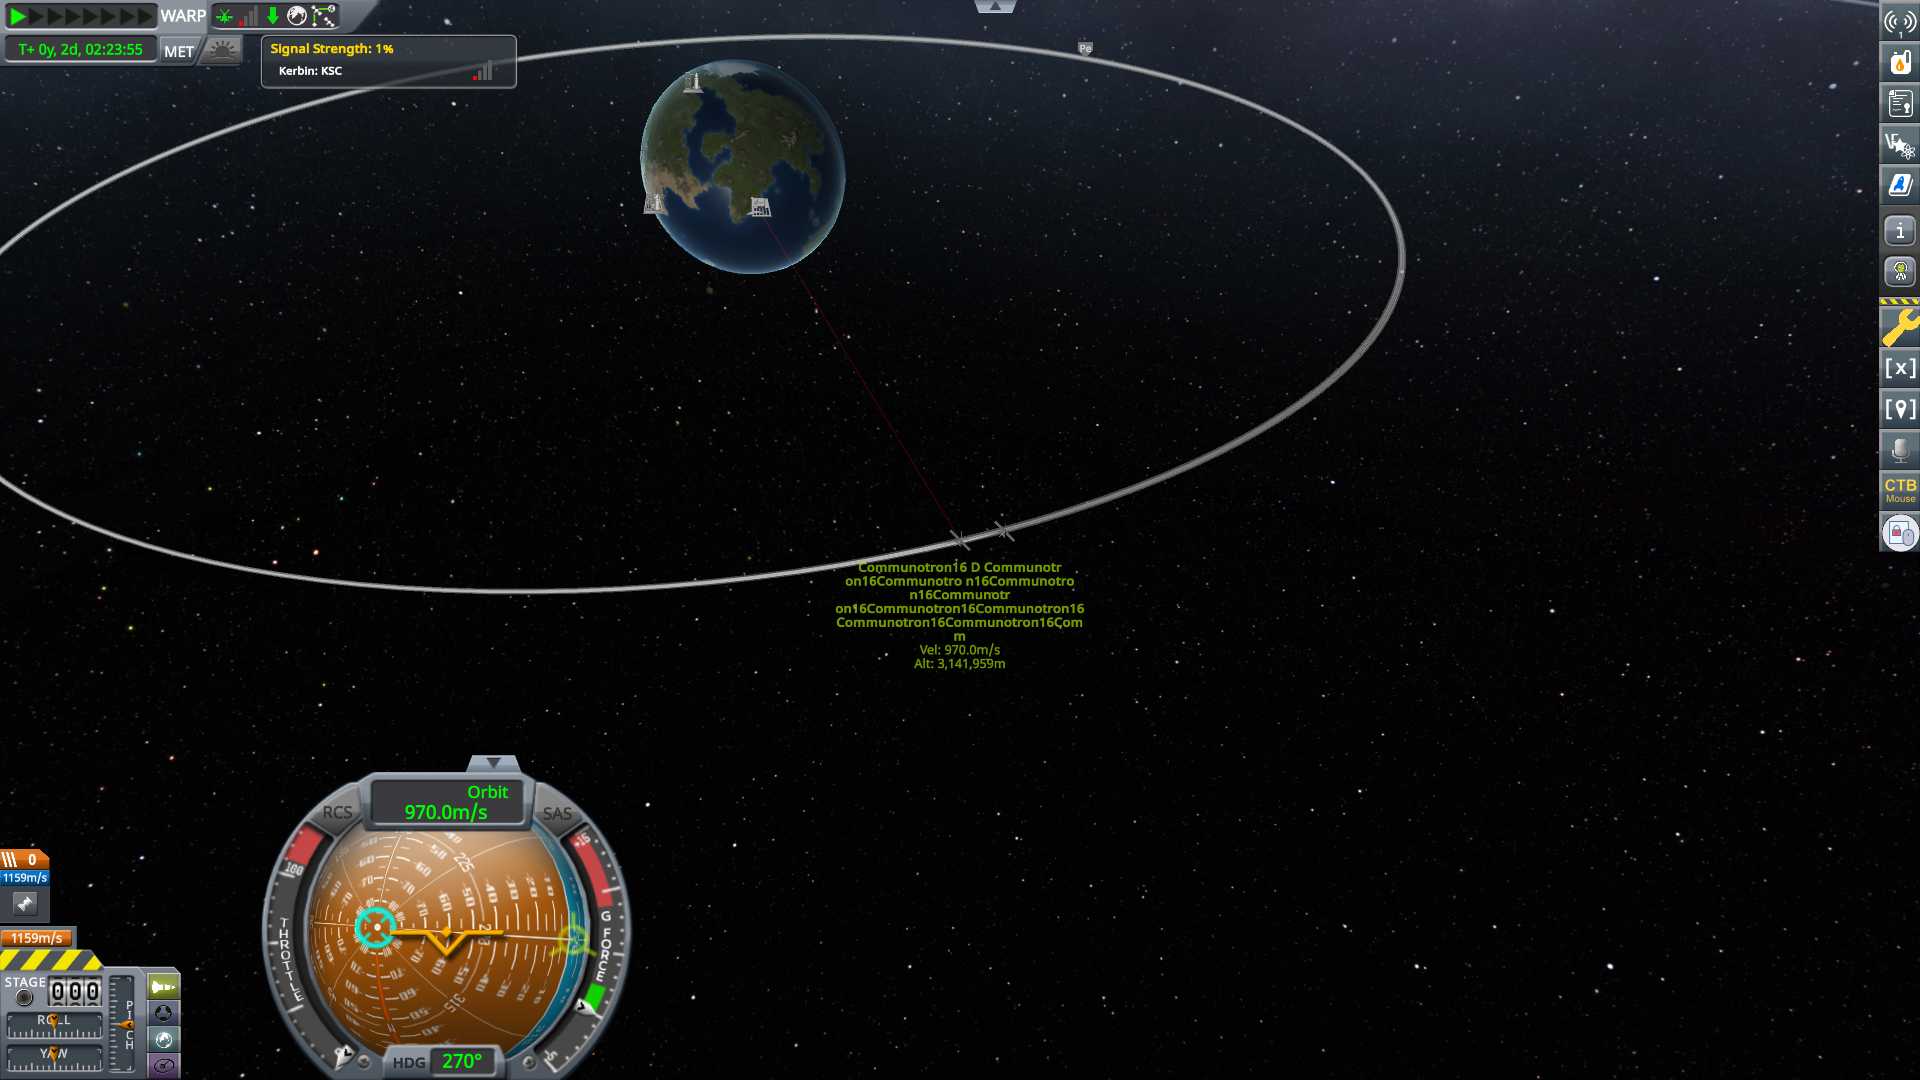 WARP
T+ 0y, 2d, 02:23:55
MET
Signal Strength: 1%
Kerbin: KSC
Pe
1
i
[x]
CTB
Mouse
Communotron16 D Communotr
on16Communotro n16Communotro
n16Communotr
on16Communotron16Communotron16
Communotron16Communotron16Com
m
Vel: 970.0m/s
Alt: 3,141,959m
RCS
Orbit
970.0m/s
SAS
THROTTLE
100
G FORCE
HDG
270°
0
1159m/s
1159m/s
STAGE
000
ROLL
YAW
PITCH